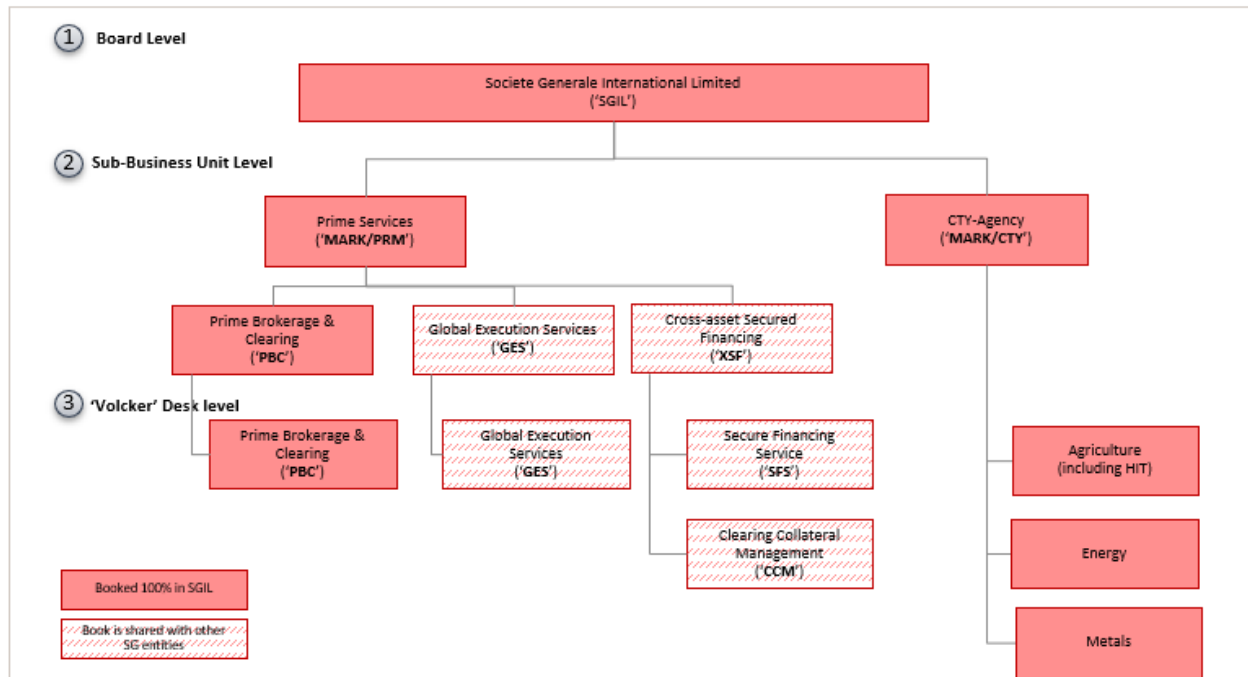 1 Board Level
Societe Generale International Limited
('SGIL')
2 Sub-Business Unit Level
Prime Services
('MARK/PRM')
CTY-Agency
('MARK/CTY')
Prime Brokerage &
Clearing
('PBC')
Global Execution Services
('GES')
Cross-asset Secured
Financing
('XSF')
3 'Volcker' Desk level
Prime Brokerage &
Clearing
('PBC')
Global Execution
Services
('GES')
Secure Financing
Service
('SFS')
Agriculture
(including HIT)
Clearing Collateral
Management
('CCM')
Energy
Metals
Booked 100% in SGIL
Book is shared with other
SG entities